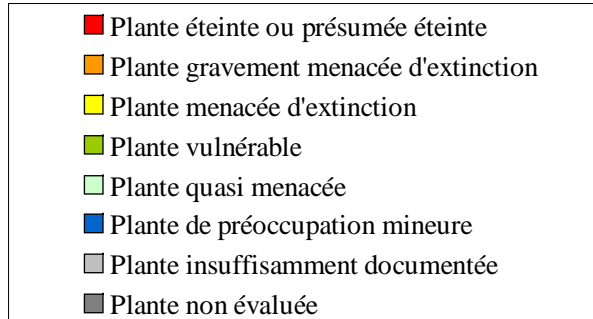 Plante éteinte ou présumée éteinte
Plante gravement menacée d'extinction
Plante menacée d'extinction
Plante vulnérable
Plante quasi menacée
Plante de préoccupation mineure
Plante insuffisamment documentée
Plante non évaluée